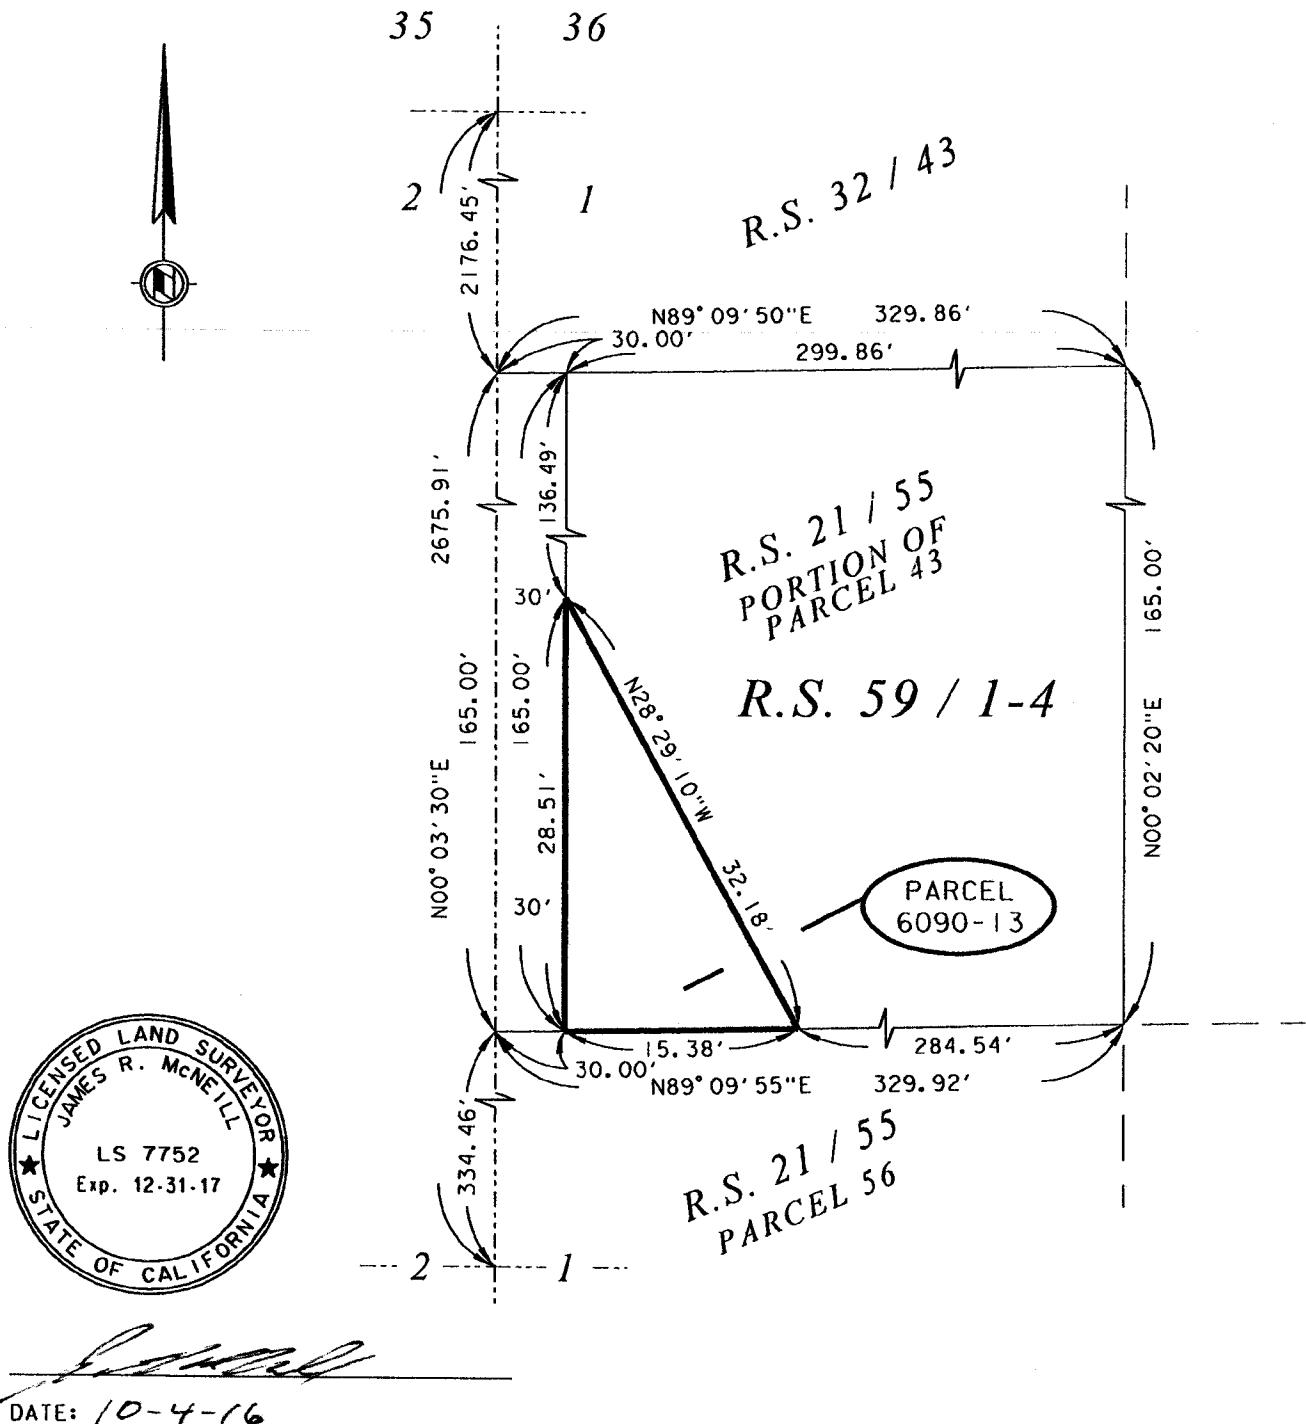 35 36
2 1
2176.45'
R.S. 32 / 43
N89°09'50"E 329.86'
30.00'
299.86'
2675.91'
136.49'
R.S. 21 / 55
PORTION OF
PARCEL 43
30'
165.00'
165.00'
165.00'
N28°29'10"W
R.S. 59 / 1-4
N00°03'30"E
28.51'
N00°02'20"E
32.18'
PARCEL
6090-13
30'
15.38'
284.54'
30.00'
N89°09'55"E 329.92'
334.46'
R.S. 21 / 55
PARCEL 56
2 1
LICENSED LAND SURVEYOR
JAMES R. McNEILL
LS 7752
Exp. 12-31-17
STATE OF CALIFORNIA
DATE: 10-4-16